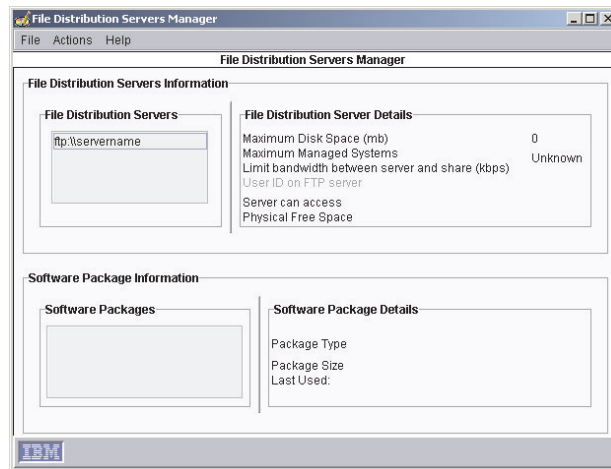 File Distribution Servers Manager
File Actions Help
File Distribution Servers Manager
File Distribution Servers Information
File Distribution Servers
ftp:\\servername
File Distribution Server Details
Maximum Disk Space (mb) 0
Maximum Managed Systems
Limit bandwidth between server and share (kbps) Unknown
User ID on FTP server
Server can access
Physical Free Space
Software Package Information
Software Packages
Software Package Details
Package Type
Package Size
Last Used:
IBM